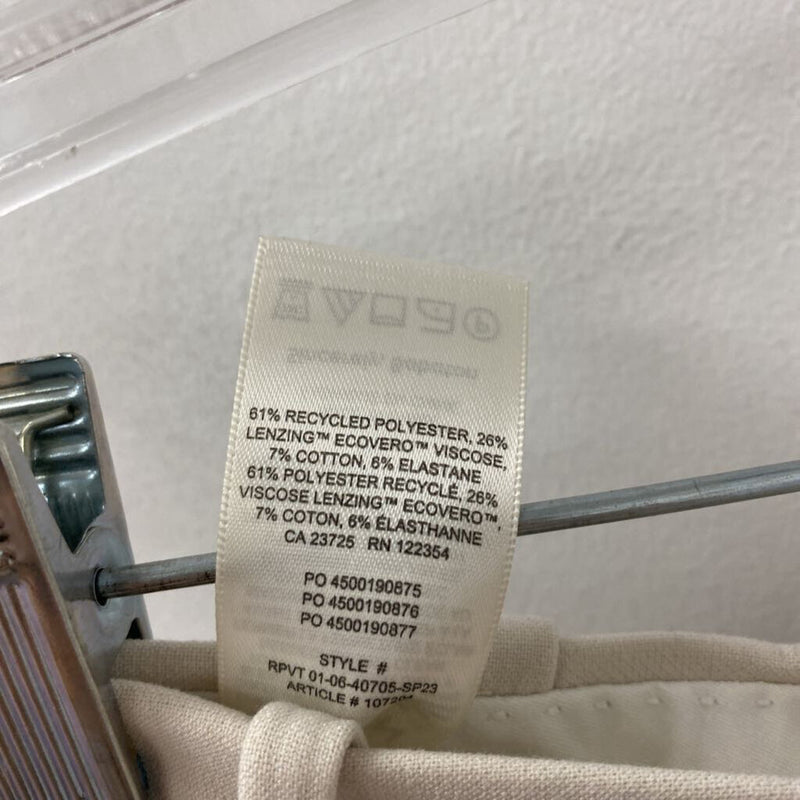 61% RECYCLED POLYESTER, 26%
LENZING™ ECOVERO™ VISCOSE,
7% COTTON, 6% ELASTANE
61% POLYESTER RECYCLÉ, 26%
VISCOSE LENZING™ ECOVERO™,
7% COTON, 6% ÉLASTHANNE
CA 23725 RN 122354
PO 4500190875
PO 4500190876
PO 4500190877
STYLE #
RPVT 01-06-40705-SP23
ARTICLE #